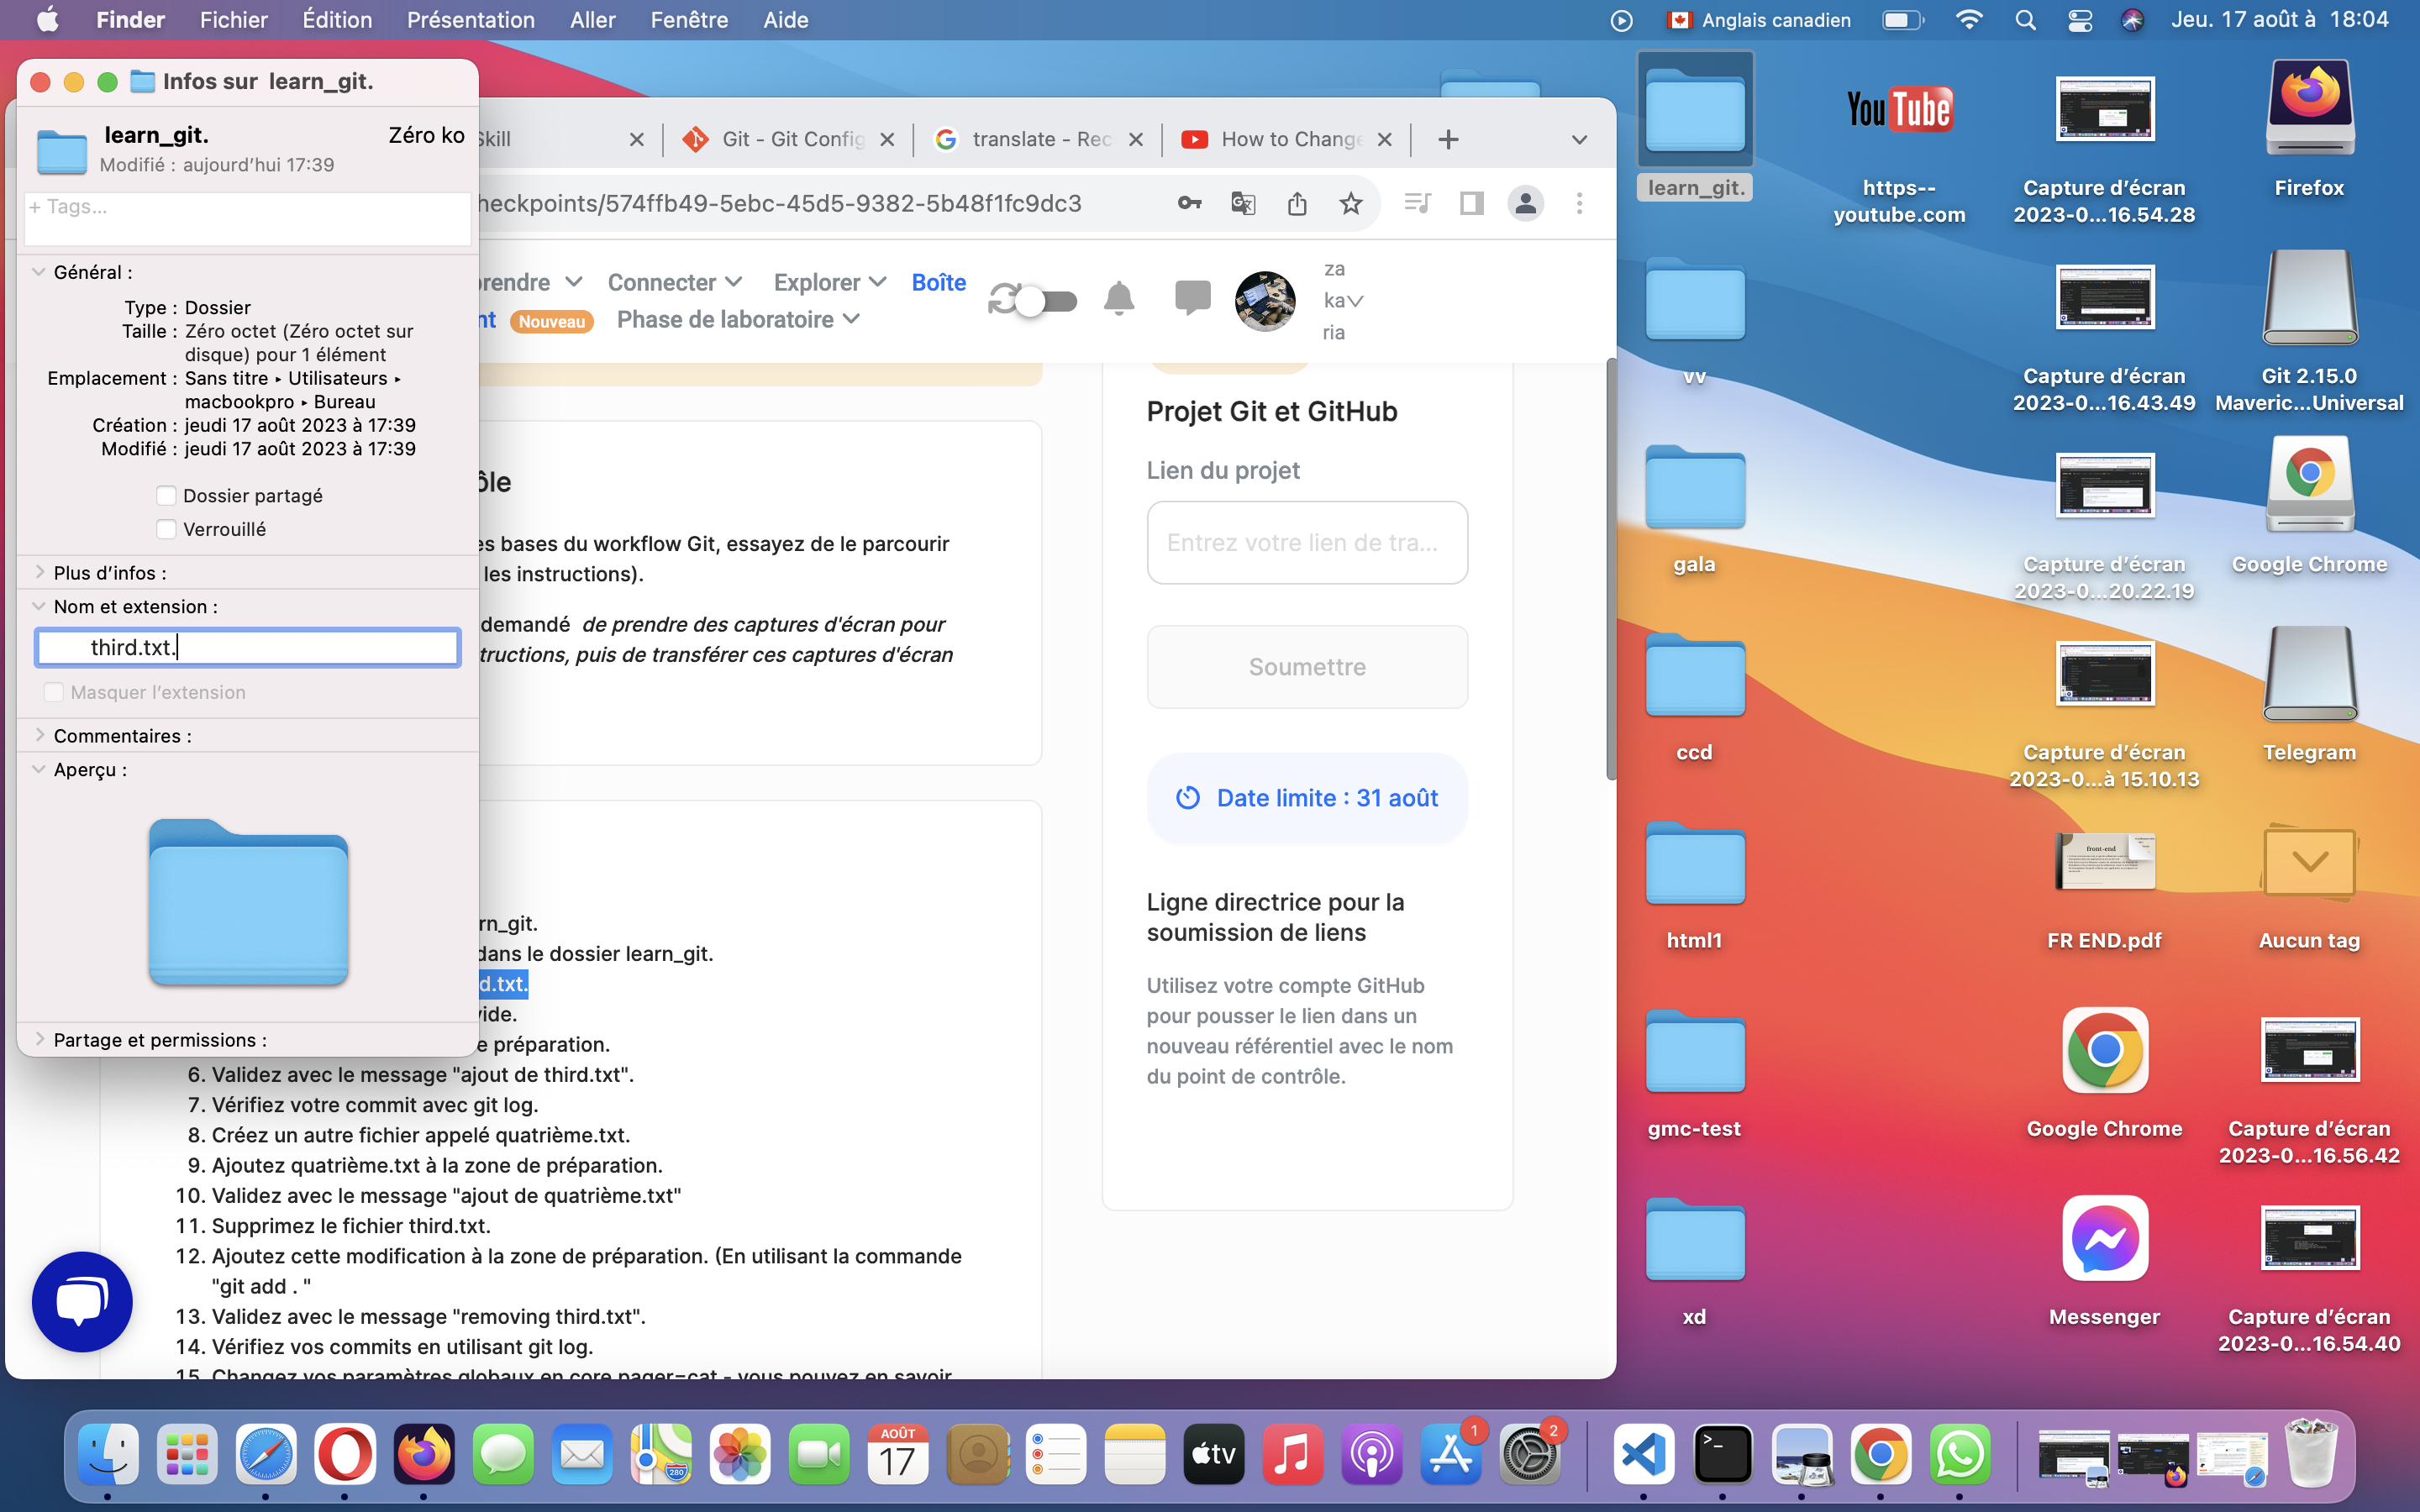 Finder Fichier Édition Présentation Aller Fenêtre Aide
Anglais canadien Jeu. 17 août à 18:04
Infos sur learn_git.
learn_git. Zéro ko
Modifié : aujourd'hui 17:39
+ Tags...
Général :
Type : Dossier
Taille : Zéro octet (Zéro octet sur
disque) pour 1 élément
Emplacement : Sans titre ▸ Utilisateurs ▸
macbookpro ▸ Bureau
Création : jeudi 17 août 2023 à 17:39
Modifié : jeudi 17 août 2023 à 17:39
Dossier partagé
Verrouillé
Plus d'infos :
Nom et extension :
third.txt.
Masquer l'extension
Commentaires :
Aperçu :
Partage et permissions :
Skill
Git - Git Config
translate - Rec
How to Change
heckpoints/574ffb49-5ebc-45d5-9382-5b48f1fc9dc3
prendre Connecter Explorer Boîte
nt Nouveau Phase de laboratoire
za
ka
ria
ôle
es bases du workflow Git, essayez de le parcourir
les instructions).
demandé de prendre des captures d'écran pour
tructions, puis de transférer ces captures d'écran
rn_git.
dans le dossier learn_git.
d.txt.
vide.
e préparation.
6. Validez avec le message "ajout de third.txt".
7. Vérifiez votre commit avec git log.
8. Créez un autre fichier appelé quatrième.txt.
9. Ajoutez quatrième.txt à la zone de préparation.
10. Validez avec le message "ajout de quatrième.txt"
11. Supprimez le fichier third.txt.
12. Ajoutez cette modification à la zone de préparation. (En utilisant la commande
"git add . "
13. Validez avec le message "removing third.txt".
14. Vérifiez vos commits en utilisant git log.
15. Changez vos paramètres globaux en core.pager=cat - vous pouvez en savoir
Projet Git et GitHub
Lien du projet
Entrez votre lien de tra...
Soumettre
Date limite : 31 août
Ligne directrice pour la
soumission de liens
Utilisez votre compte GitHub
pour pousser le lien dans un
nouveau référentiel avec le nom
du point de contrôle.
learn_git.
vv
gala
ccd
html1
gmc-test
xd
YouTube
https--
youtube.com
Capture d'écran
2023-0...16.54.28
Capture d'écran
2023-0...16.43.49
Capture d'écran
2023-0...20.22.19
Capture d'écran
2023-0...à 15.10.13
front-end
FR END.pdf
Google Chrome
Messenger
Firefox
Git 2.15.0
Maveric...Universal
Google Chrome
Telegram
Aucun tag
Capture d'écran
2023-0...16.56.42
Capture d'écran
2023-0...16.54.40
280
AOÛT
17
tv
1
2
>_